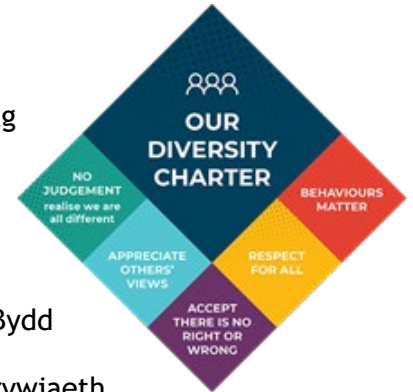 OUR
DIVERSITY
CHARTER
NO
JUDGEMENT
realise we are
all different
BEHAVIOURS
MATTER
APPRECIATE
OTHERS'
VIEWS
RESPECT
FOR ALL
ACCEPT
THERE IS NO
RIGHT OR
WRONG